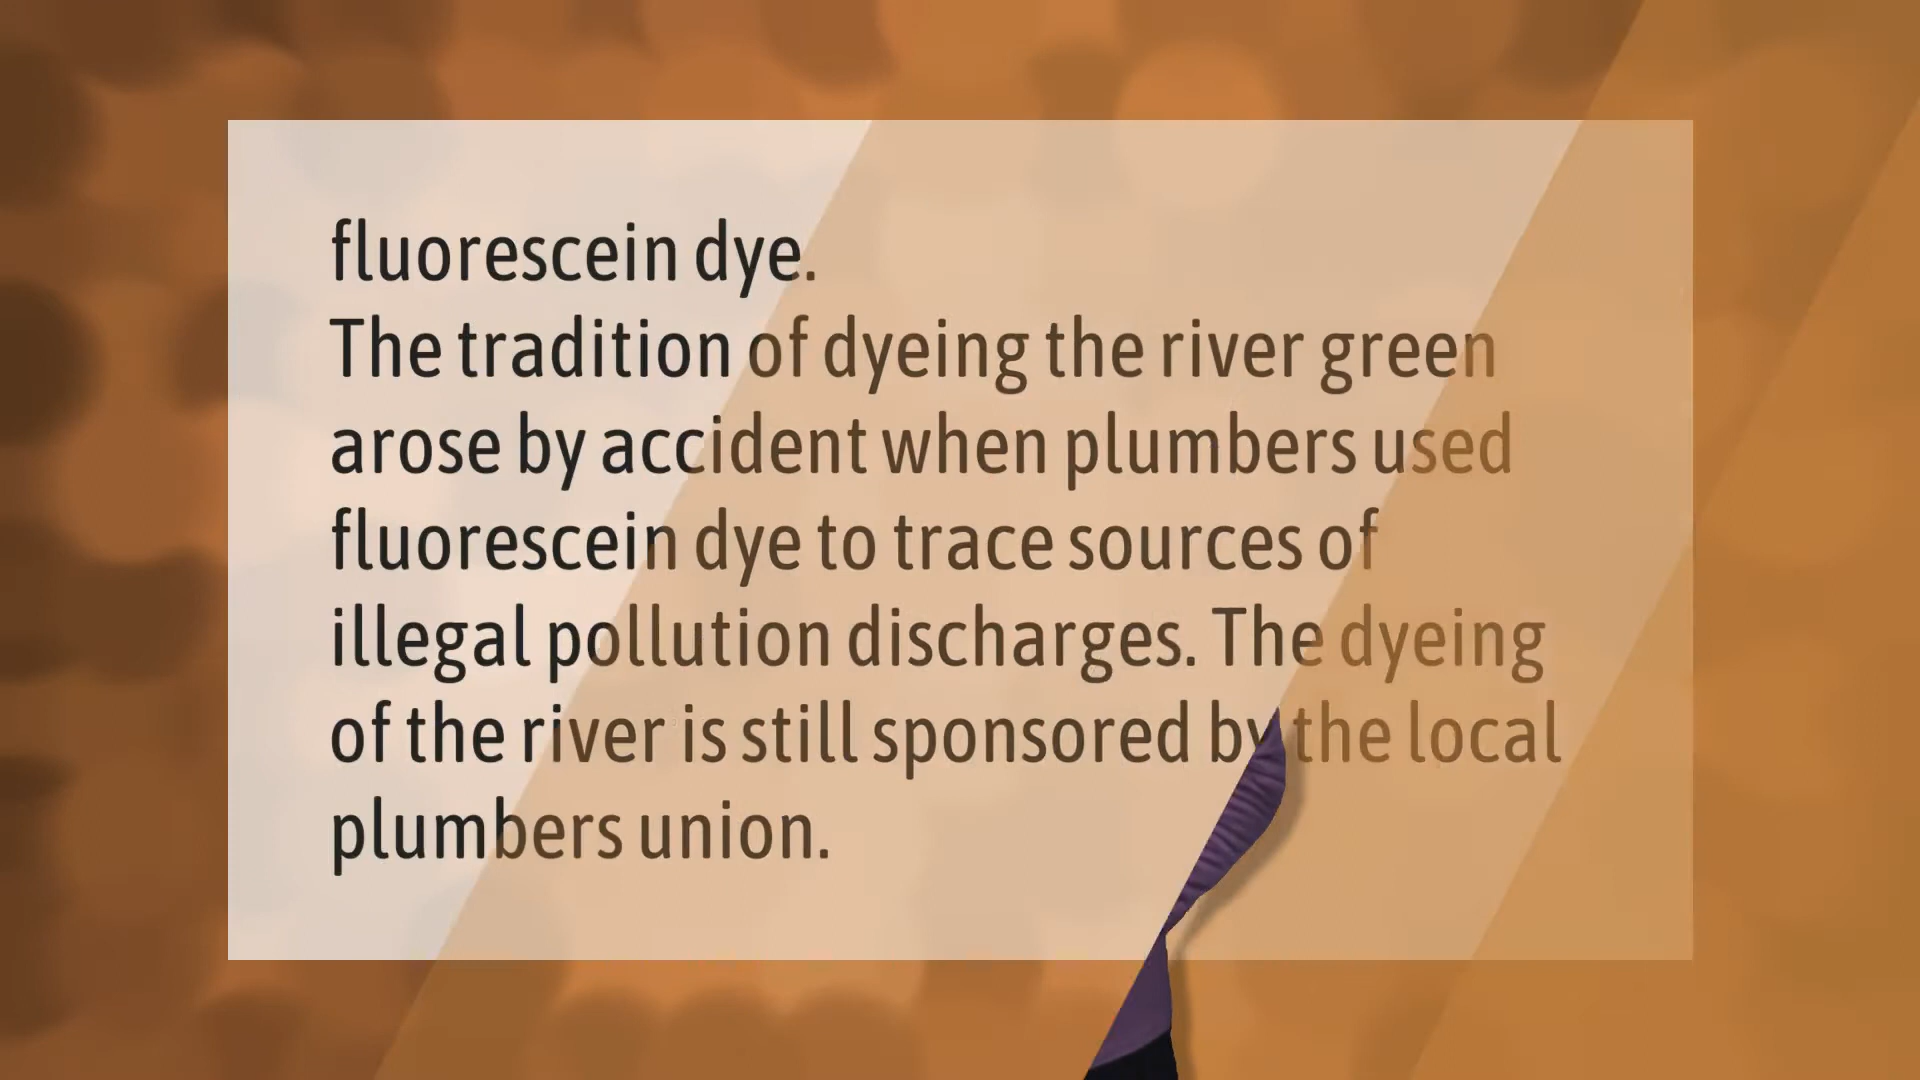 fluorescein dye.
The tradition of dyeing the river green
arose by accident when plumbers used
fluorescein dye to trace sources of
illegal pollution discharges. The dyeing
of the river is still sponsored by the local
plumbers union.